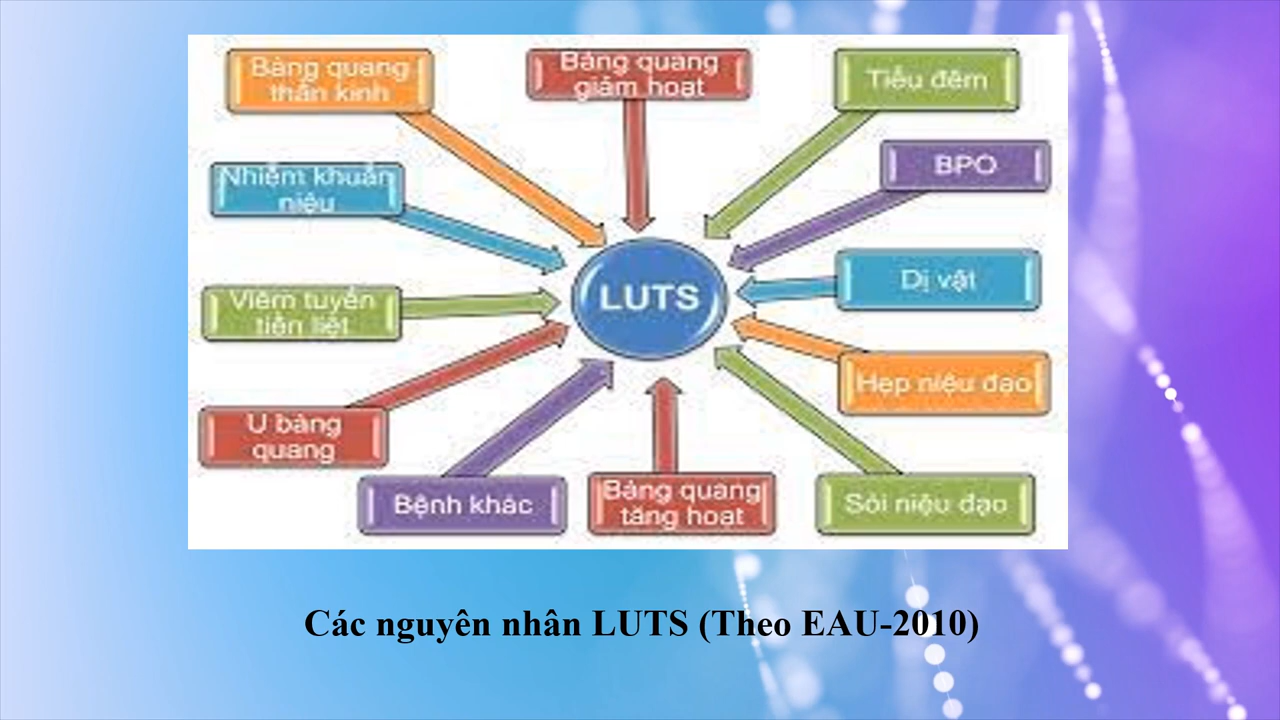 Bàng quang
thần kinh
Bàng quang
giảm hoạt
Tiểu đêm
BPO
Nhiễm khuẩn
niệu
Dị vật
LUTS
Viêm tuyến
tiền liệt
Hẹp niệu đạo
U bàng
quang
Bệnh khác
Bàng quang
tăng hoạt
Sỏi niệu đạo
Các nguyên nhân LUTS (Theo EAU-2010)